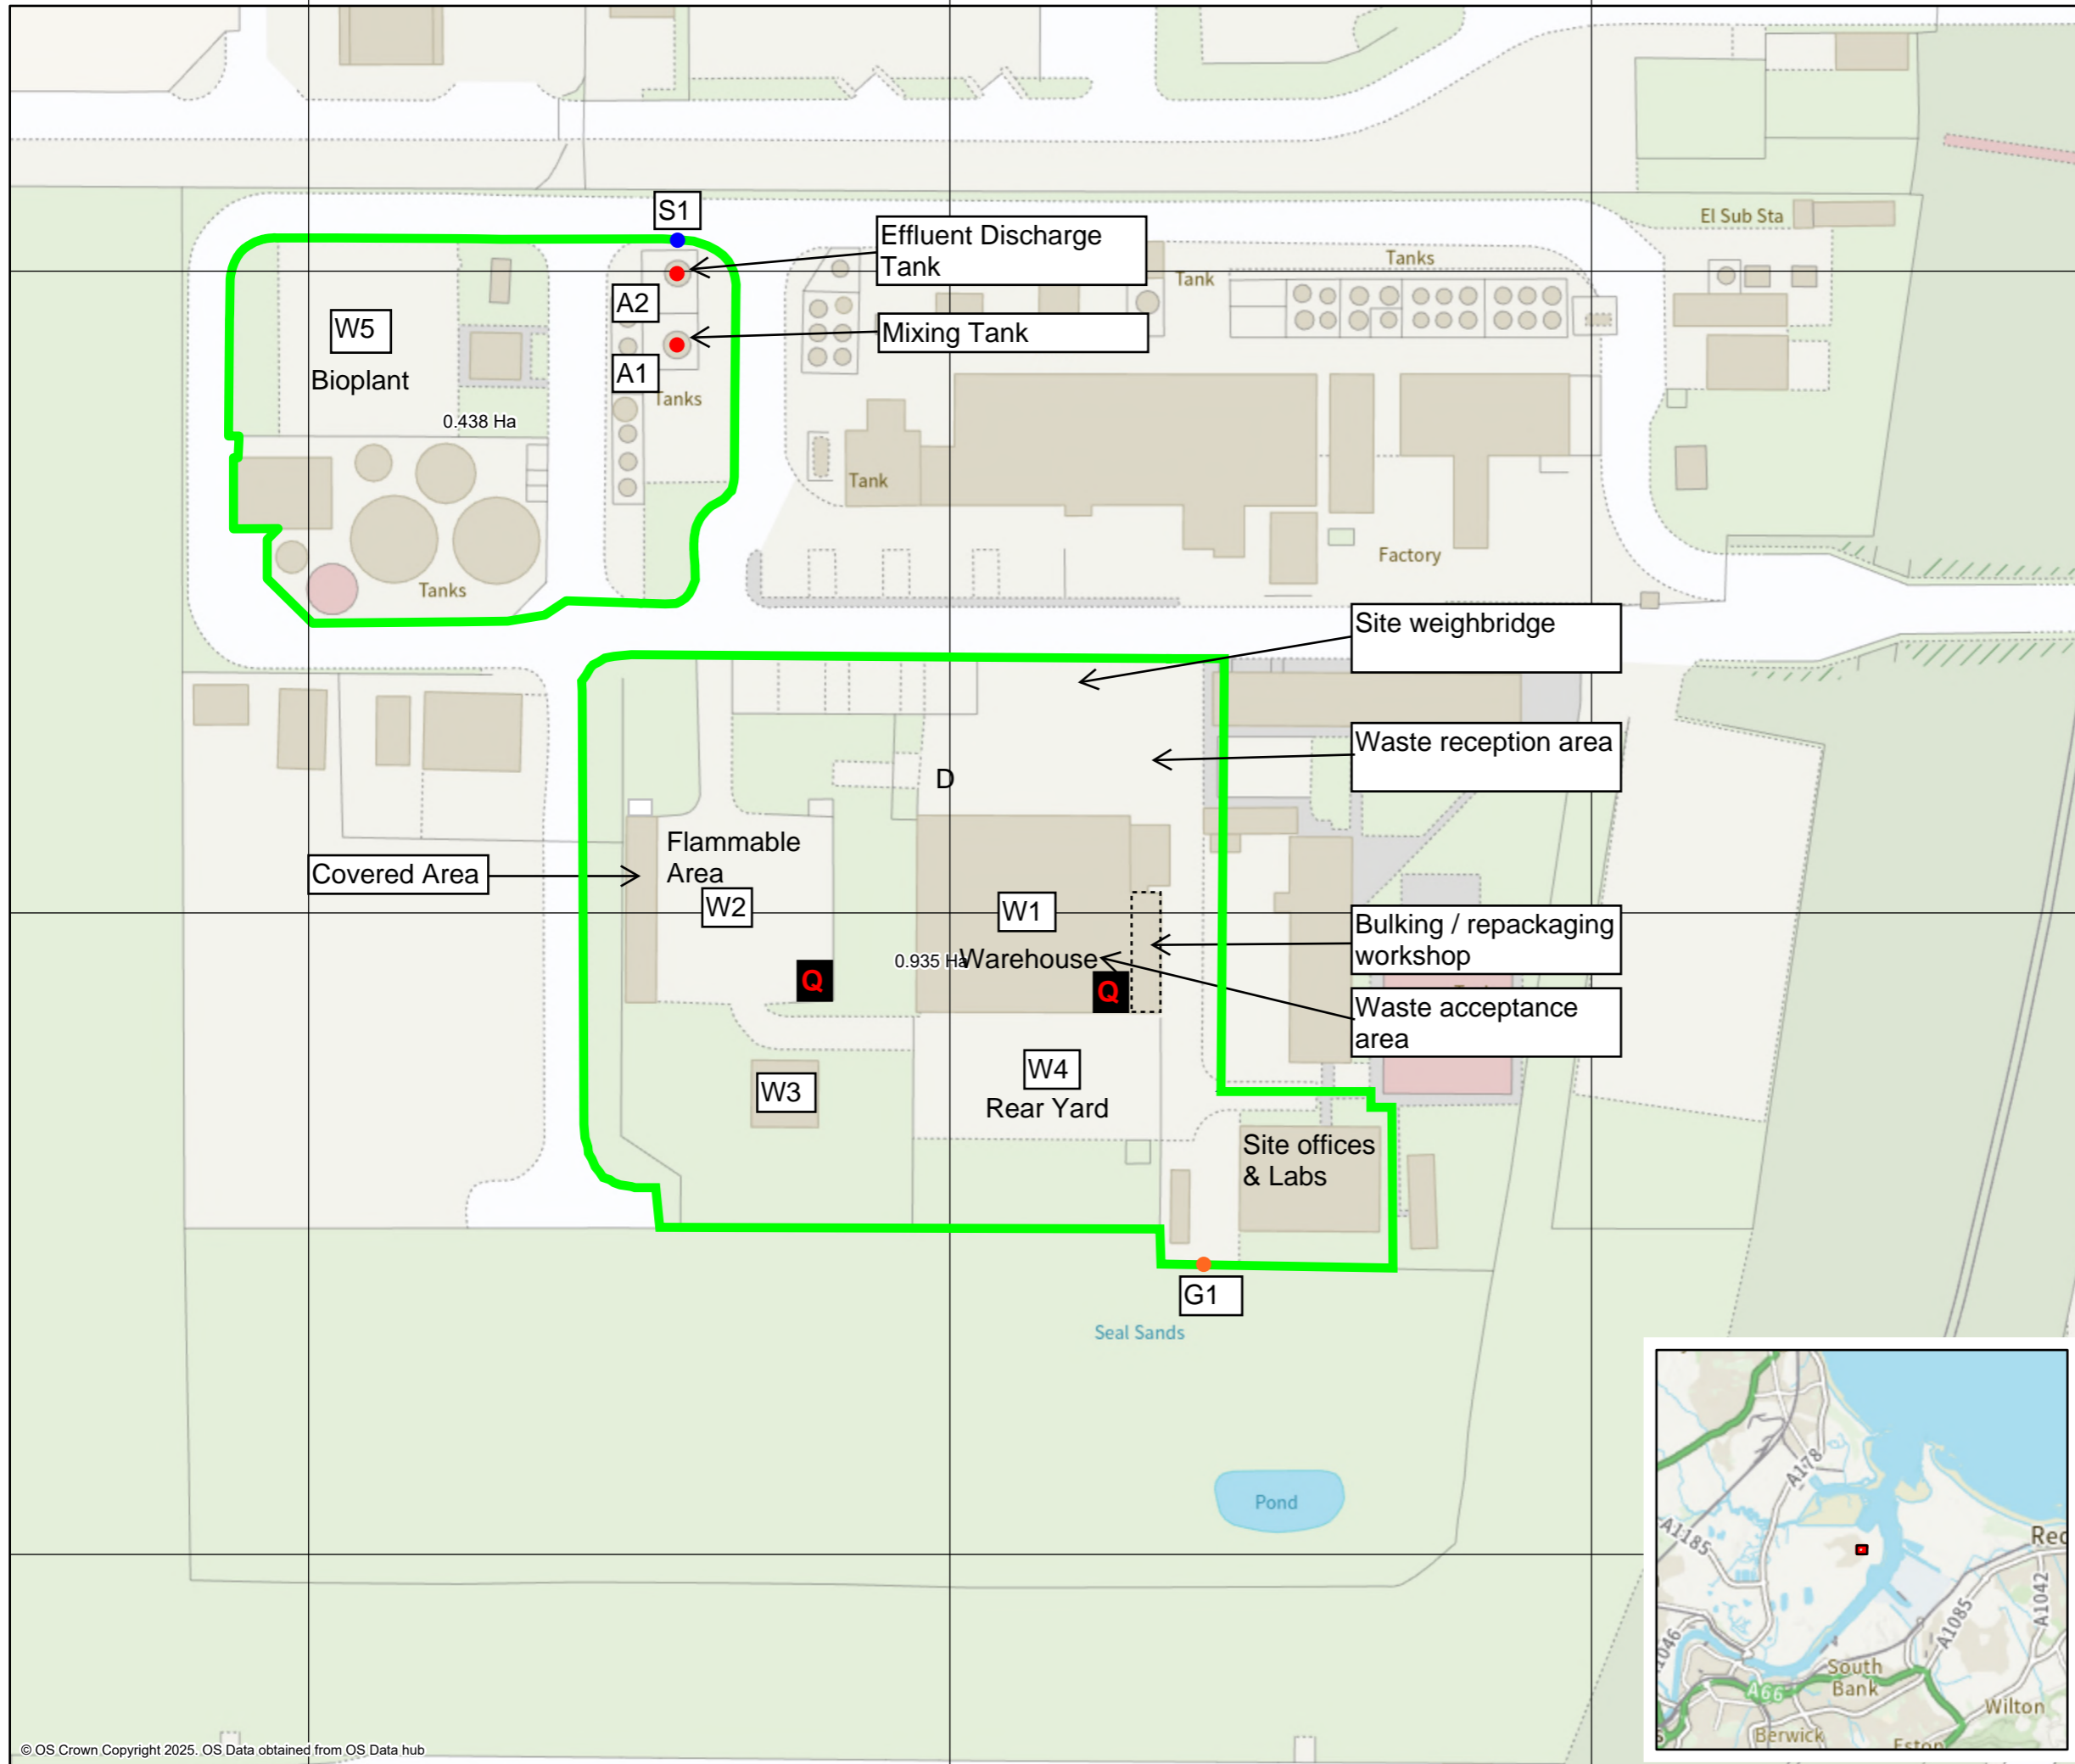 El Sub Sta
S1
Effluent Discharge
Tank
Tanks
Tank
A2
W5
Mixing Tank
Bioplant
A1
Tanks
0.438 Ha
Tank
Factory
Tanks
Site weighbridge
Waste reception area
D
Flammable
Area
Covered Area
W2
W1
Bulking / repackaging
workshop
0.935 Ha
Warehouse
Q
Q
Waste acceptance
area
W4
Rear Yard
W3
Site offices
& Labs
G1
Seal Sands
Pond
A178
A1185
Red
A1042
A1085
1046
South
Bank
A66
Wilton
Berwick
Eston
© OS Crown Copyright 2025. OS Data obtained from OS Data hub